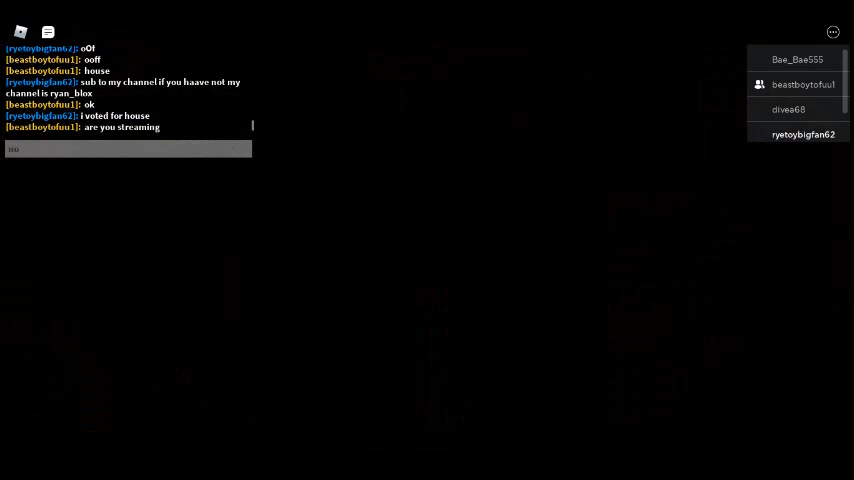 [ryetoybigfan62]: oOf
[beastboytofuu1]: ooff
[beastboytofuu1]: house
[ryetoybigfan62]: sub to my channel if you haave not my
channel is ryan_blox
[beastboytofuu1]: ok
[ryetoybigfan62]: i voted for house
[beastboytofuu1]: are you streaming
no
Bae_Bae555
beastboytofuu1
divea68
ryetoybigfan62